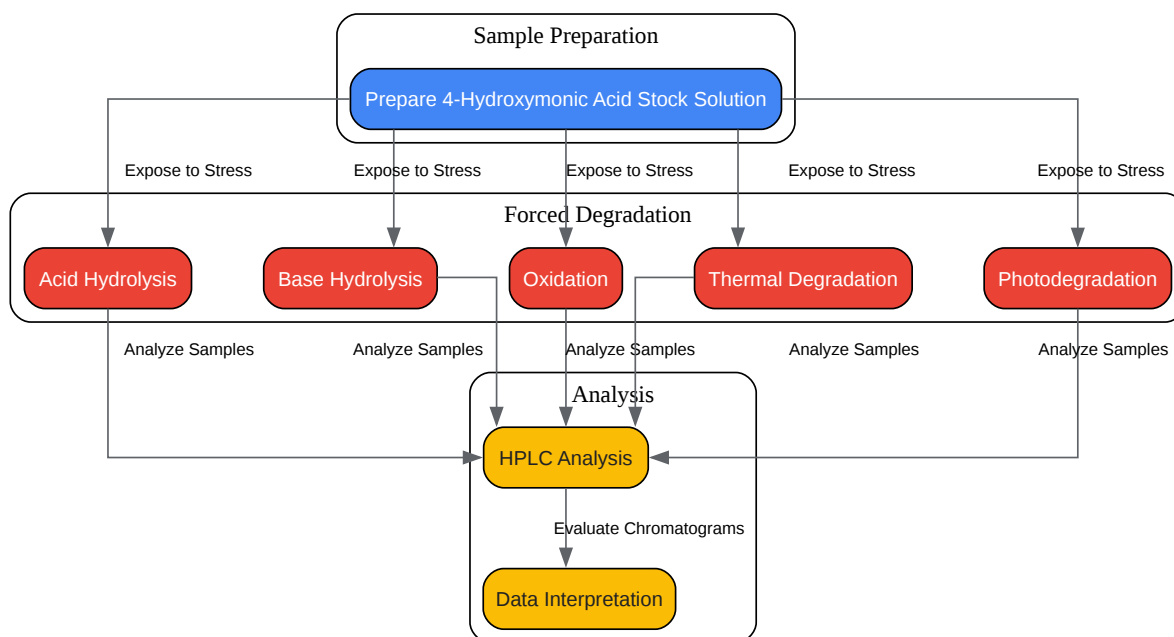 Sample Preparation
Prepare 4-Hydroxymonic Acid Stock Solution
Expose to Stress
Expose to Stress
Expose to Stress
Expose to Stress
Expose to Stress
Forced Degradation
Acid Hydrolysis
Base Hydrolysis
Oxidation
Thermal Degradation
Photodegradation
Analyze Samples
Analyze Samples
Analyze Samples
Analyze Samples
Analyze Samples
Analysis
HPLC Analysis
Evaluate Chromatograms
Data Interpretation